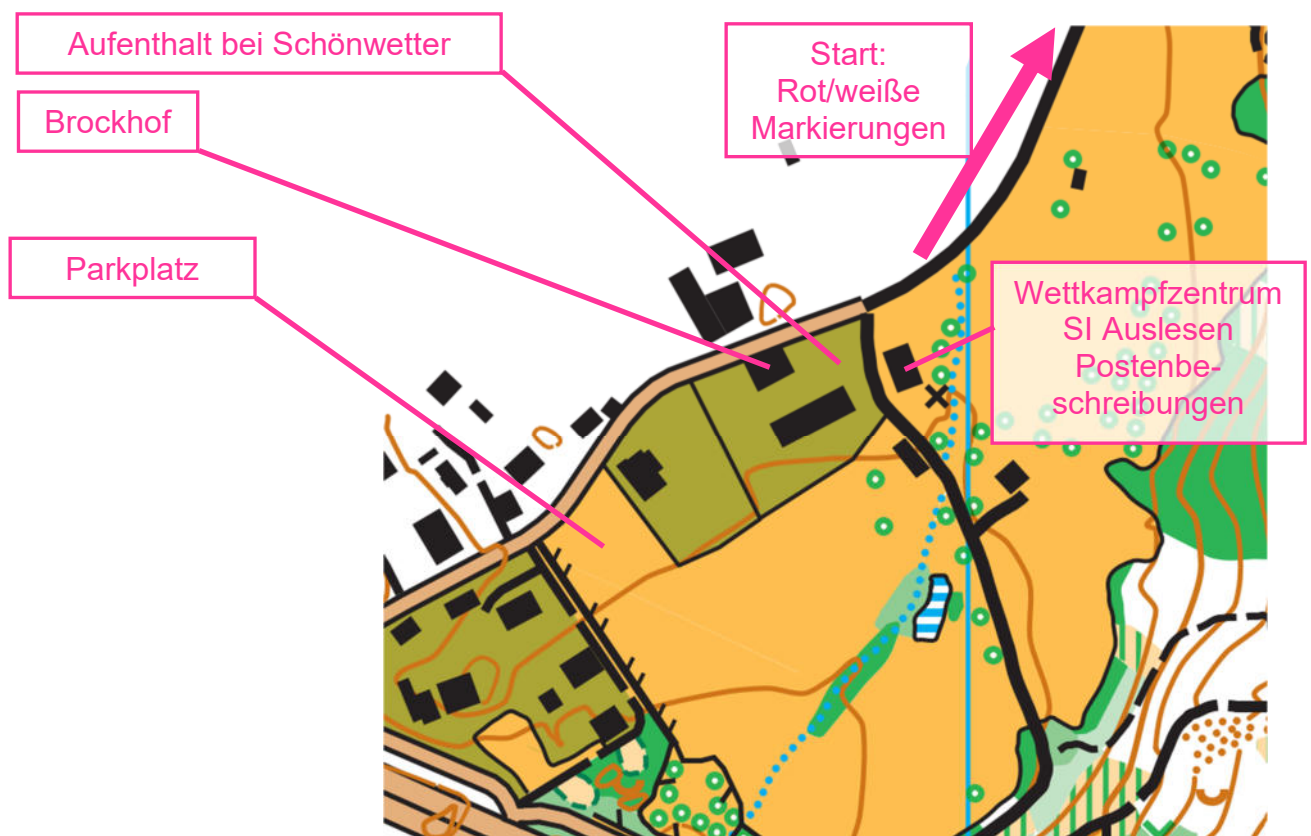 Aufenthalt bei Schönwetter
Brockhof
Parkplatz
Start:
Rot/weiße
Markierungen
Wettkampfzentrum
SI Auslesen
Postenbe-
schreibungen